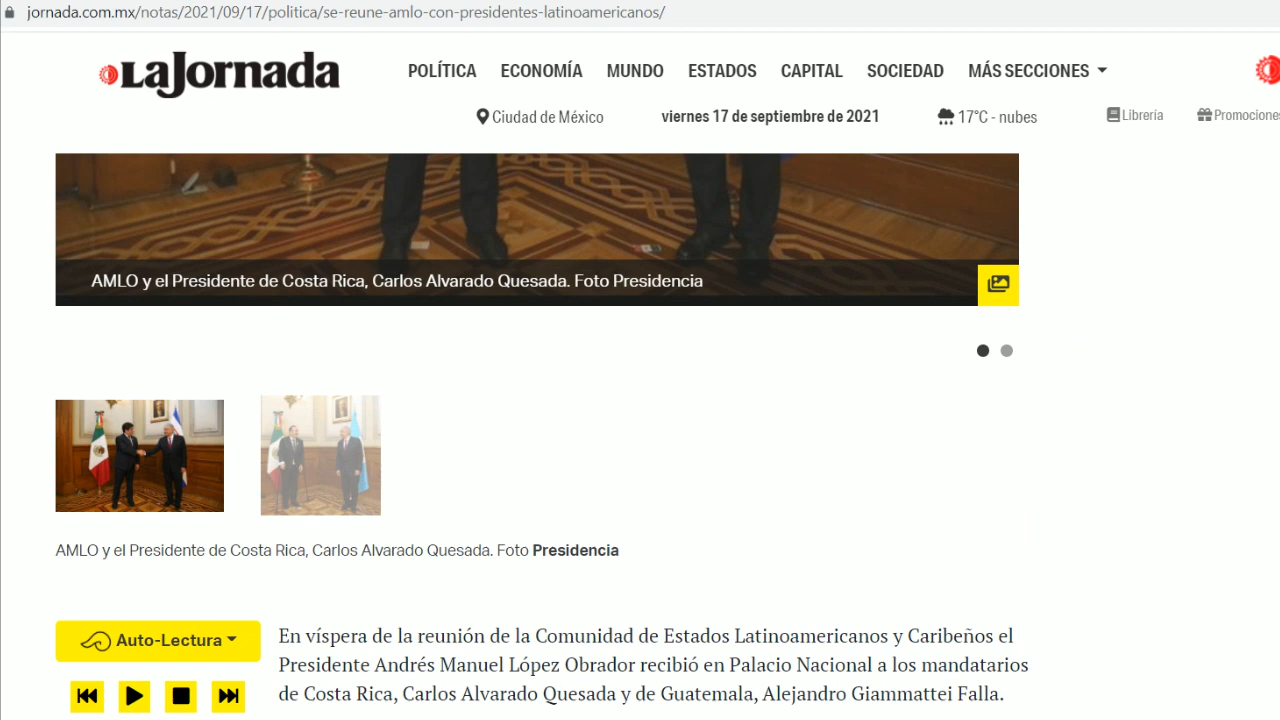 jornada.com.mx/notas/2021/09/17/politica/se-reune-amlo-con-presidentes-latinoamericanos/
LaJornada
POLÍTICA ECONOMÍA MUNDO ESTADOS CAPITAL SOCIEDAD MÁS SECCIONES
Ciudad de México viernes 17 de septiembre de 2021 17°C - nubes Librería Promociones
AMLO y el Presidente de Costa Rica, Carlos Alvarado Quesada. Foto Presidencia
AMLO y el Presidente de Costa Rica, Carlos Alvarado Quesada. Foto Presidencia
Auto-Lectura
En víspera de la reunión de la Comunidad de Estados Latinoamericanos y Caribeños el
Presidente Andrés Manuel López Obrador recibió en Palacio Nacional a los mandatarios
de Costa Rica, Carlos Alvarado Quesada y de Guatemala, Alejandro Giammattei Falla.